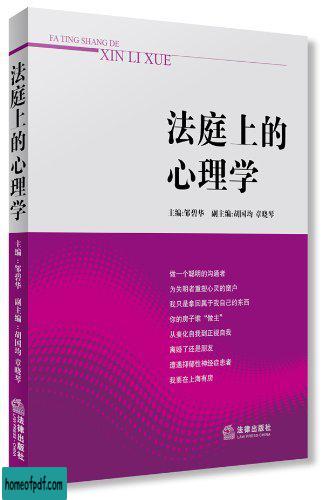 FA TING SHANG DE
XIN LI XUE
法庭上的
心理学
主编:邹碧华 副主编:胡国均 章晓琴
做一个聪明的沟通者
为失明者重塑心灵的窗户
我只是拿回属于我自己的东西
你的房子谁“做主”
从丑化自我到正视自我
离婚了还是朋友
遭遇抑郁性神经症患者
我要在上海有房
法律出版社
LAW PRESS·CHINA
法庭上的心理学
主编:邹碧华 副主编:胡国均 章晓琴
法律出版社
homeofpdf.com